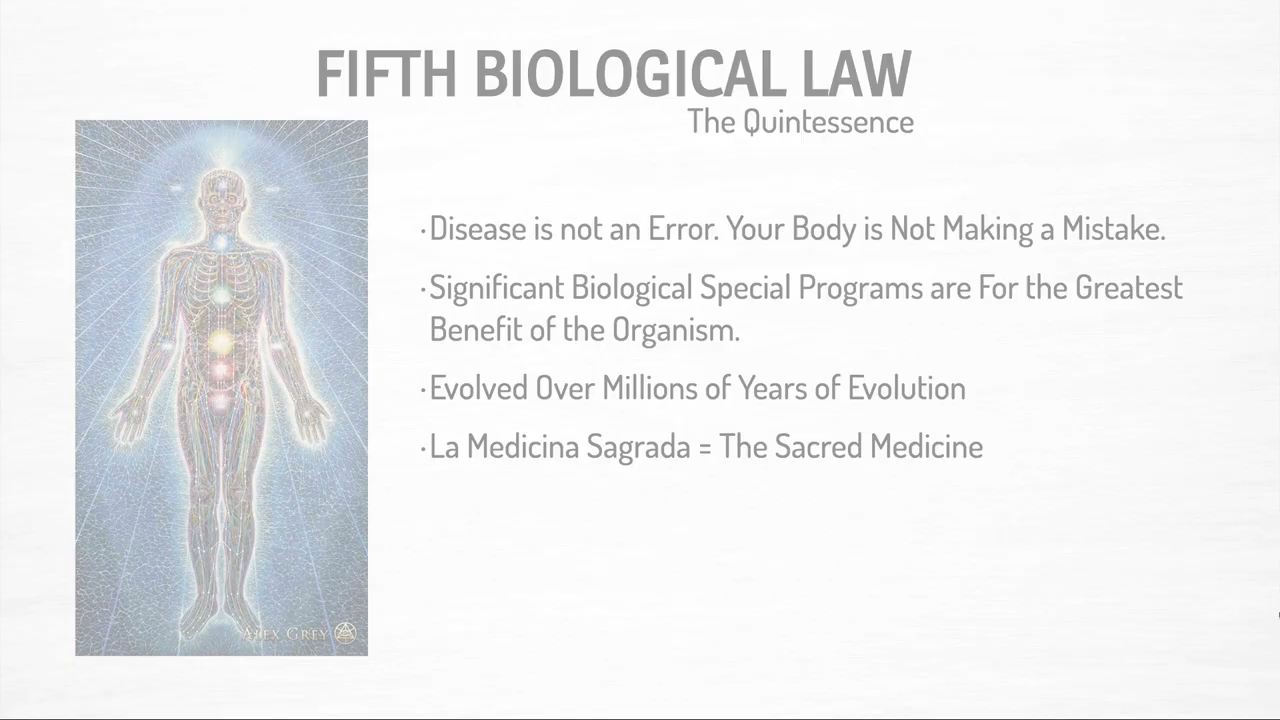 FIFTH BIOLOGICAL LAW
The Quintessence
·Disease is not an Error. Your Body is Not Making a Mistake.
·Significant Biological Special Programs are For the Greatest
Benefit of the Organism.
·Evolved Over Millions of Years of Evolution
·La Medicina Sagrada = The Sacred Medicine
ALEX GREY